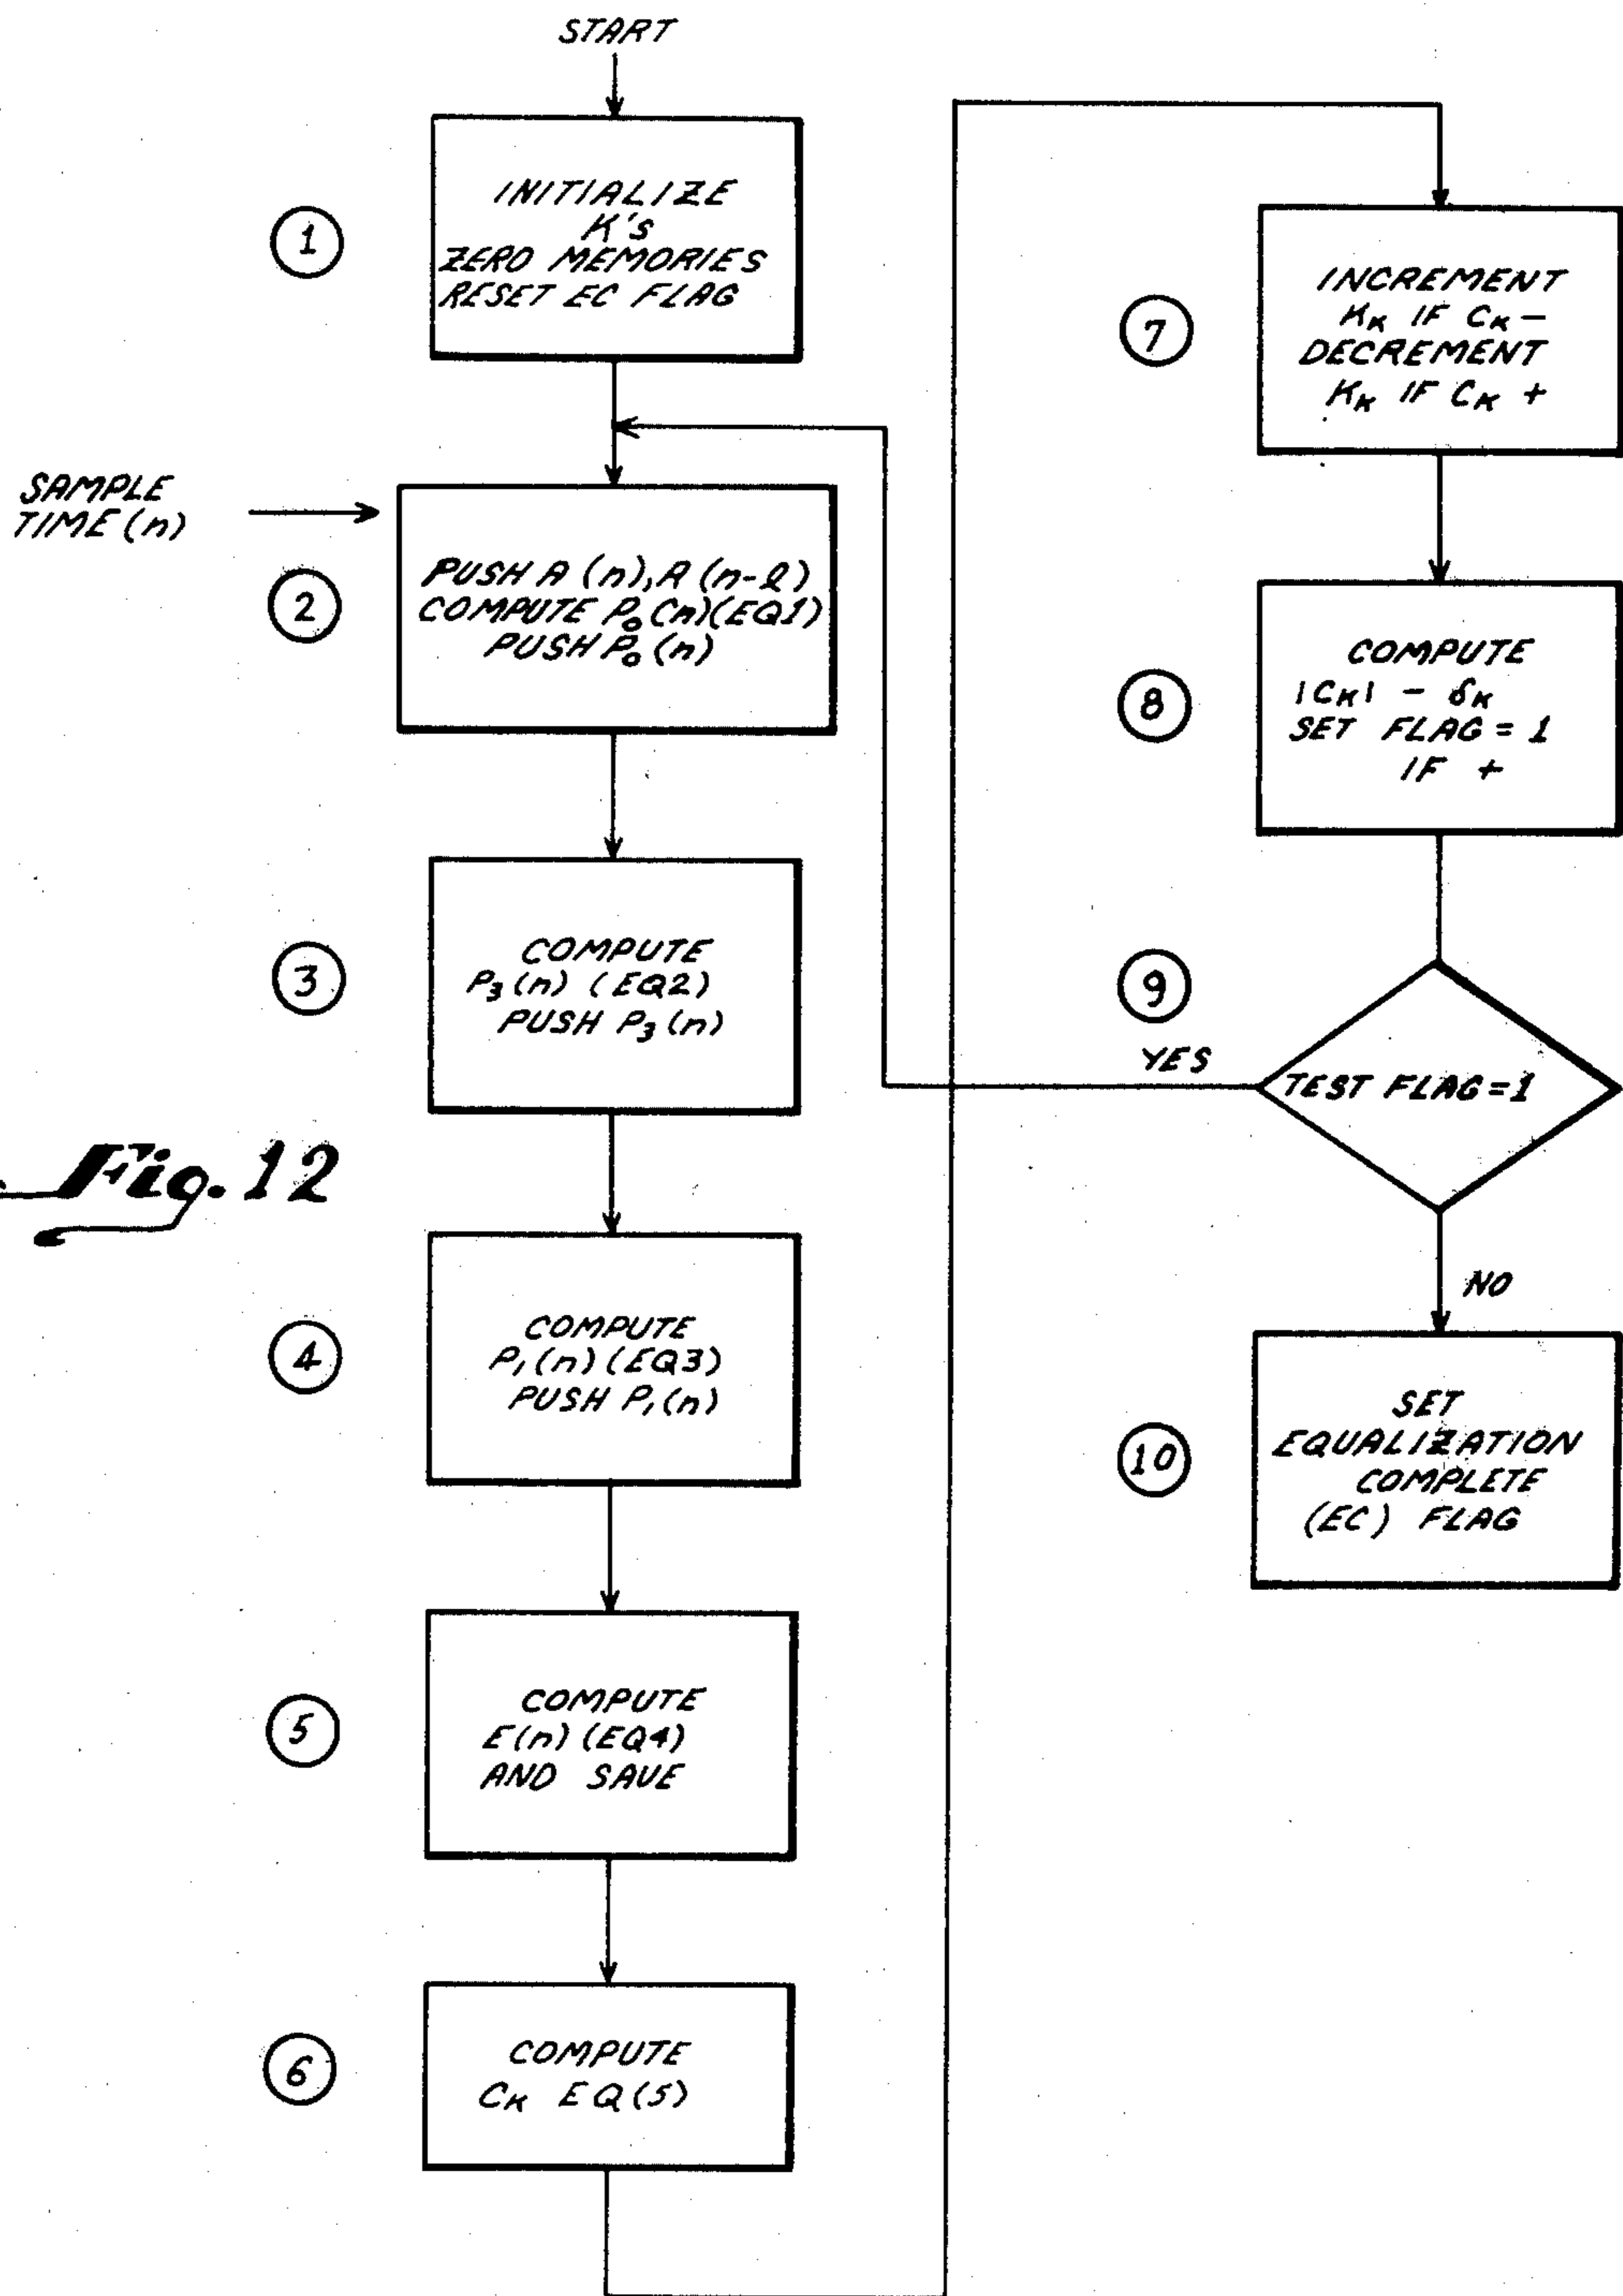 START
1
INITIALIZE
K's
ZERO MEMORIES
RESET EC FLAG
SAMPLE
TIME (n)
2
PUSH A (n), R (n-ℓ)
COMPUTE P₀ (n) (EQ1)
PUSH P₀ (n)
3
COMPUTE
P₃ (n) (EQ2)
PUSH P₃ (n)
Fig. 12
4
COMPUTE
P₁ (n) (EQ3)
PUSH P₁ (n)
5
COMPUTE
E(n) (EQ4)
AND SAVE
6
COMPUTE
Cₖ EQ(5)
7
INCREMENT
Kₖ IF Cₖ −
DECREMENT
Kₖ IF Cₖ +
8
COMPUTE
|Cₖ| − δₖ
SET FLAG = 1
IF +
9
YES
TEST FLAG = 1
NO
10
SET
EQUALIZATION
COMPLETE
(EC) FLAG